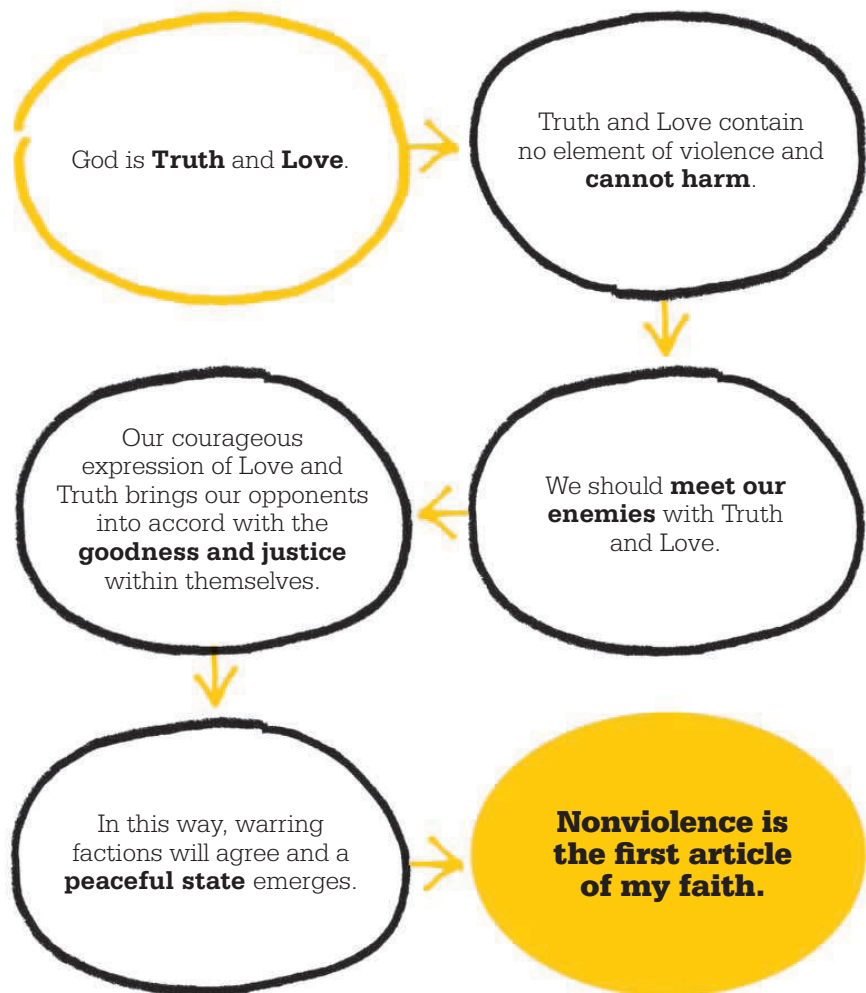 God is Truth and Love.
Truth and Love contain
no element of violence and
cannot harm.
We should meet our
enemies with Truth
and Love.
Our courageous
expression of Love and
Truth brings our opponents
into accord with the
goodness and justice
within themselves.
In this way, warring
factions will agree and a
peaceful state emerges.
Nonviolence is
the first article
of my faith.